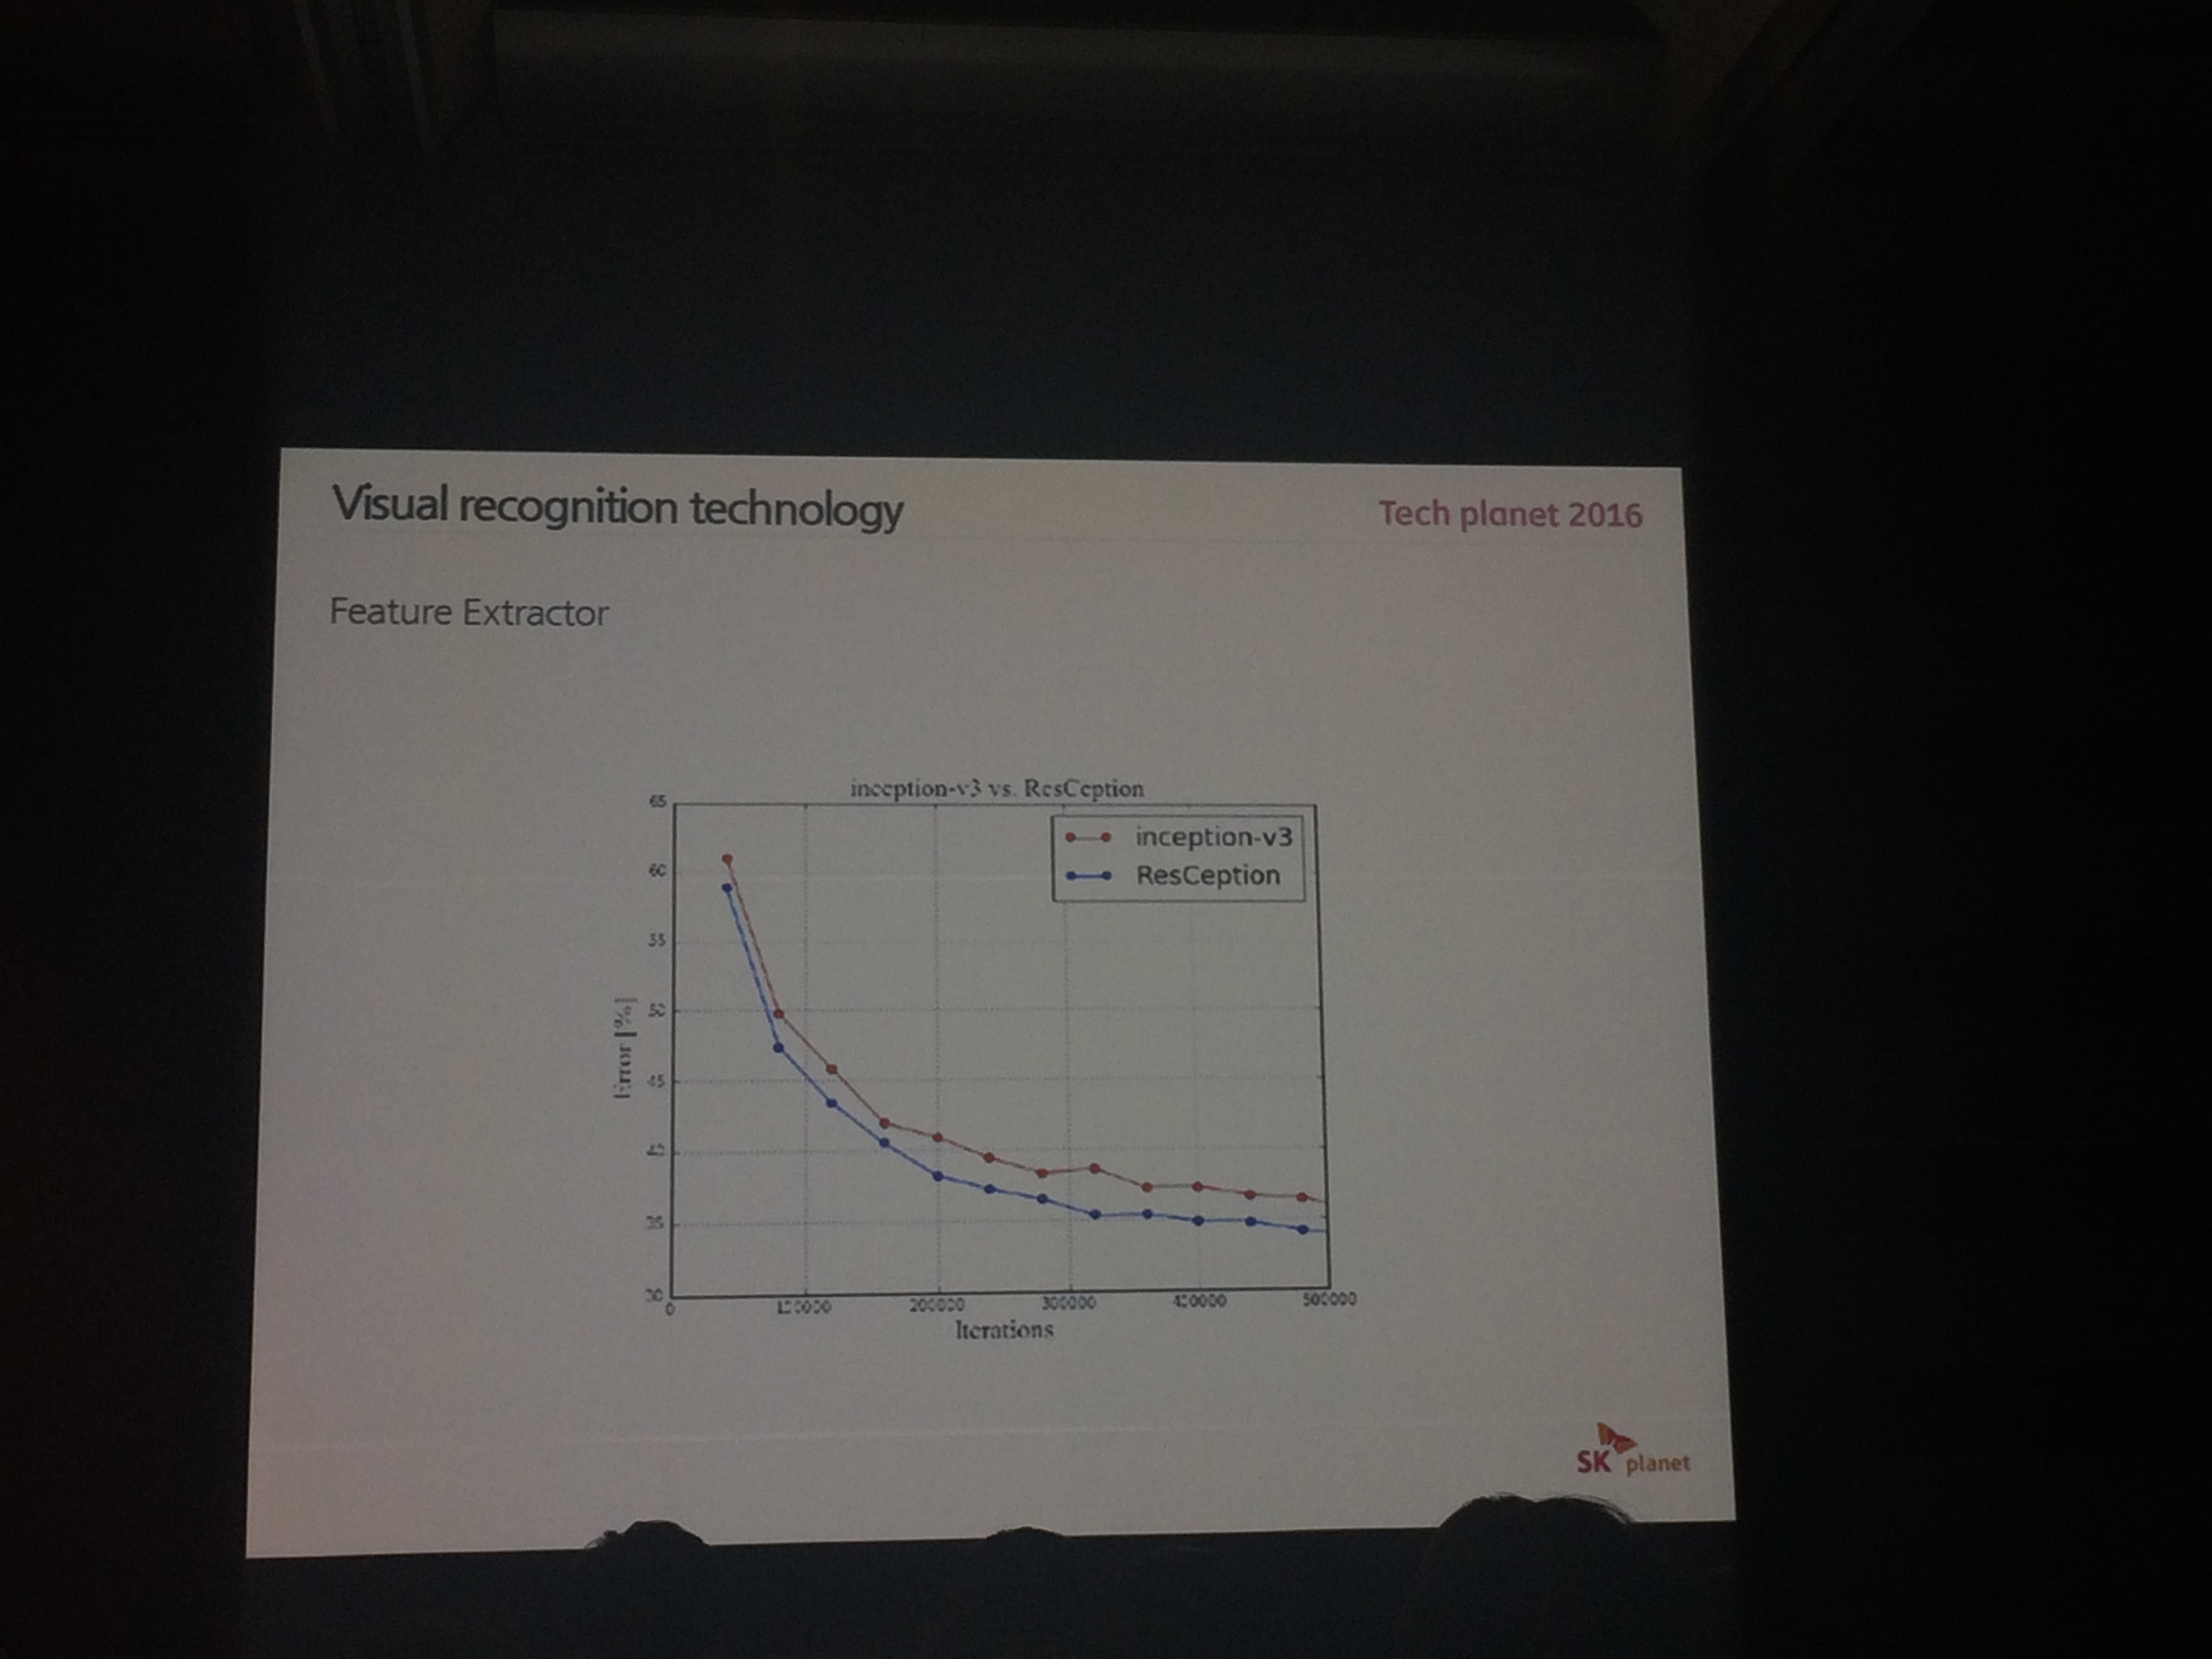 Visual recognition technology
Tech planet 2016
Feature Extractor
inception-v3 vs. ResCeption
inception-v3
ResCeption
Error [%]
65
60
55
50
45
40
35
30
0
100000
200000
300000
400000
500000
Iterations
SK planet